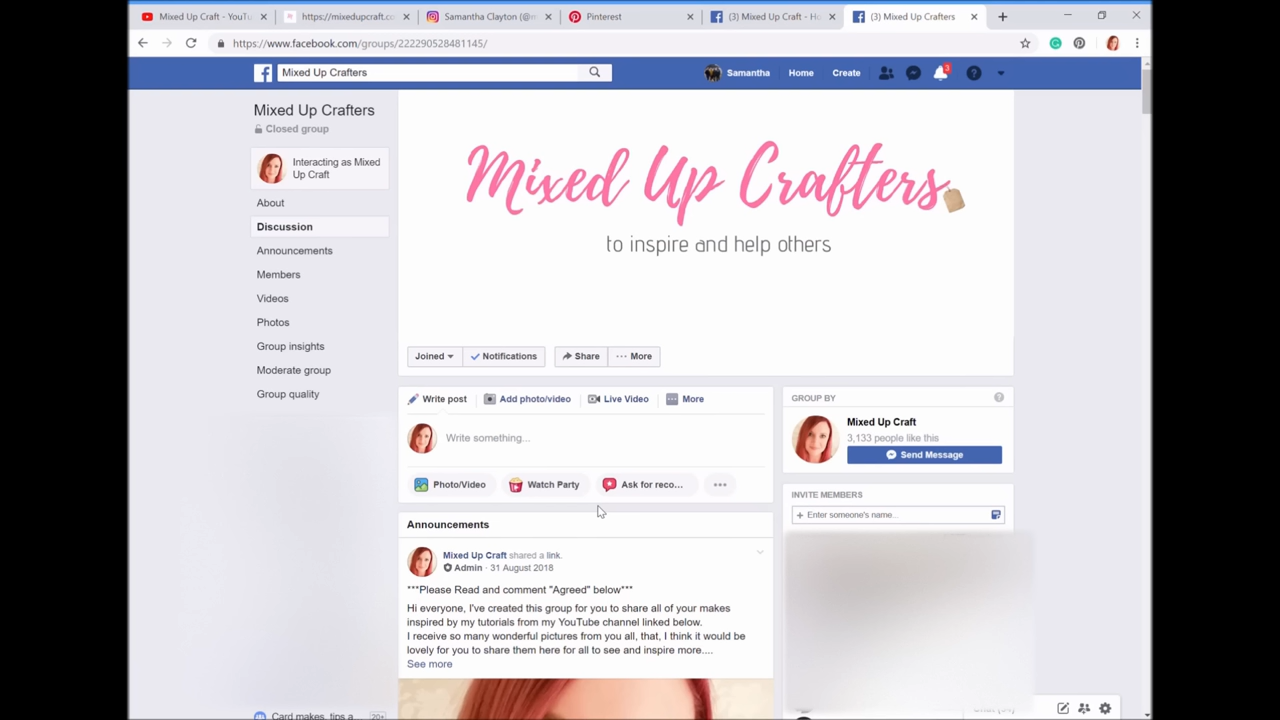 Mixed Up Craft - YouTu
https://mixedupcraft.co
Samantha Clayton (@m
Pinterest
(3) Mixed Up Craft - Ho
(3) Mixed Up Crafters
https://www.facebook.com/groups/222290528481145/
Mixed Up Crafters
Samantha
Home
Create
3
Mixed Up Crafters
Closed group
Interacting as Mixed
Up Craft
About
Discussion
Announcements
Members
Videos
Photos
Group insights
Moderate group
Group quality
Mixed Up Crafters
to inspire and help others
Joined
Notifications
Share
More
Write post
Add photo/video
Live Video
More
Write something...
Photo/Video
Watch Party
Ask for reco...
Announcements
Mixed Up Craft shared a link.
Admin · 31 August 2018
***Please Read and comment "Agreed" below***
Hi everyone, I've created this group for you to share all of your makes
inspired by my tutorials from my YouTube channel linked below.
I receive so many wonderful pictures from you all, that, I think it would be
lovely for you to share them here for all to see and inspire more....
See more
GROUP BY
Mixed Up Craft
3,133 people like this
Send Message
INVITE MEMBERS
+ Enter someone's name...
Card makes, tips a...
20+